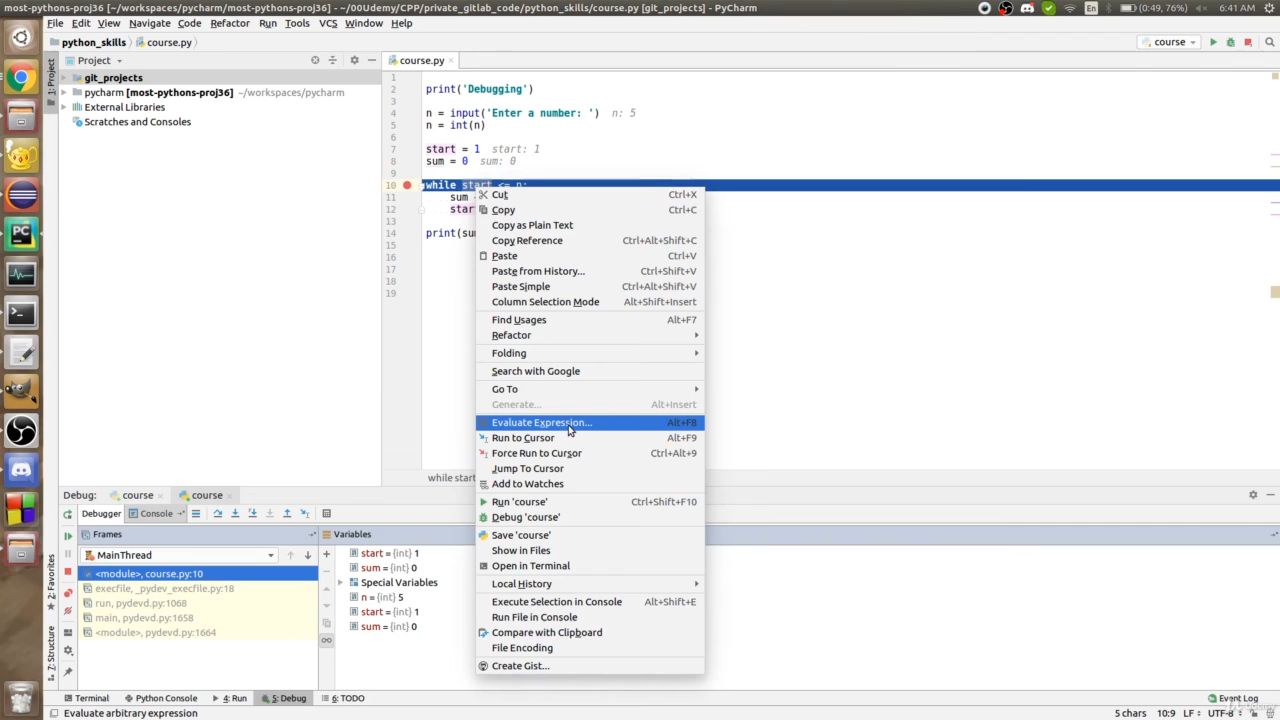 most-pythons-proj36 [~/workspaces/pycharm/most-pythons-proj36] - ~/00Udemy/CPP/private_gitlab_code/python_skills/course.py [git_projects] - PyCharm
En
(0:49, 76%)
6:41 AM
File Edit View Navigate Code Refactor Run Tools VCS Window Help
python_skills course.py
course
1: Project
Project
course.py
git_projects
pycharm [most-pythons-proj36] ~/workspaces/pycharm
External Libraries
Scratches and Consoles
1
2 print('Debugging')
3
4 n = input('Enter a number: ') n: 5
5 n = int(n)
6
7 start = 1 start: 1
8 sum = 0 sum: 0
9
10 while start <= n:
11 sum
12 star
13
14 print(su
15
16
17
18
19
Cut Ctrl+X
Copy Ctrl+C
Copy as Plain Text
Copy Reference Ctrl+Alt+Shift+C
Paste Ctrl+V
Paste from History... Ctrl+Shift+V
Paste Simple Ctrl+Alt+Shift+V
Column Selection Mode Alt+Shift+Insert
Find Usages Alt+F7
Refactor
Folding
Search with Google
Go To
Generate... Alt+Insert
Evaluate Expression... Alt+F8
Run to Cursor Alt+F9
Force Run to Cursor Ctrl+Alt+9
Jump To Cursor
Add to Watches
Run 'course' Ctrl+Shift+F10
Debug 'course'
Save 'course'
Show in Files
Open in Terminal
Local History
Execute Selection in Console Alt+Shift+E
Run File in Console
Compare with Clipboard
File Encoding
Create Gist...
while start
Debug: course course
Debugger Console
Frames
Variables
MainThread
<module>, course.py:10
execfile, _pydev_execfile.py:18
run, pydevd.py:1068
main, pydevd.py:1658
<module>, pydevd.py:1664
start = {int} 1
sum = {int} 0
Special Variables
n = {int} 5
start = {int} 1
sum = {int} 0
2: Favorites
7: Structure
Terminal Python Console 4: Run 5: Debug 6: TODO
Event Log
Evaluate arbitrary expression
5 chars 10:9 LF UTF-8